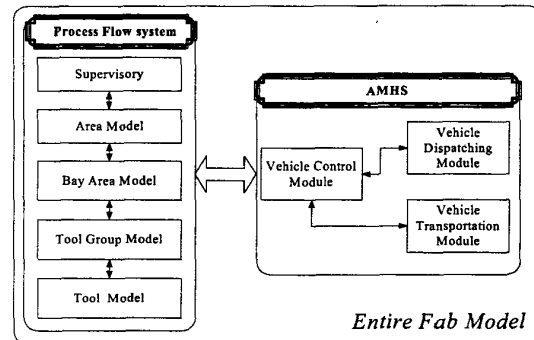 Process Flow system
Supervisory
Area Model
Bay Area Model
Tool Group Model
Tool Model
AMHS
Vehicle Control
Module
Vehicle
Dispatching
Module
Vehicle
Transportation
Module
Entire Fab Model